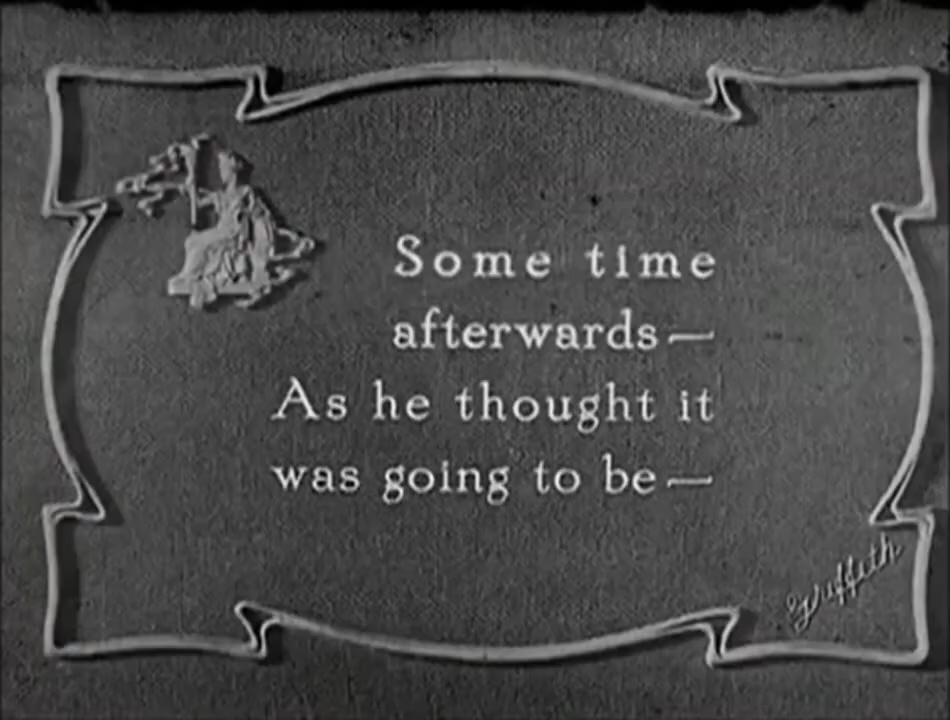 Some time
afterwards—
As he thought it
was going to be—
Griffith